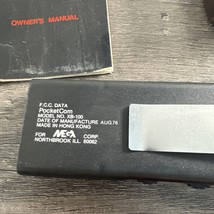 OWNER'S MANUAL
F.C.C. DATA
PocketCom
MODEL NO. XB-100
DATE OF MANUFACTURE AUG,76
MADE IN HONG KONG
FOR MEGA CORP.
NORTHBROOK ILL. 60062